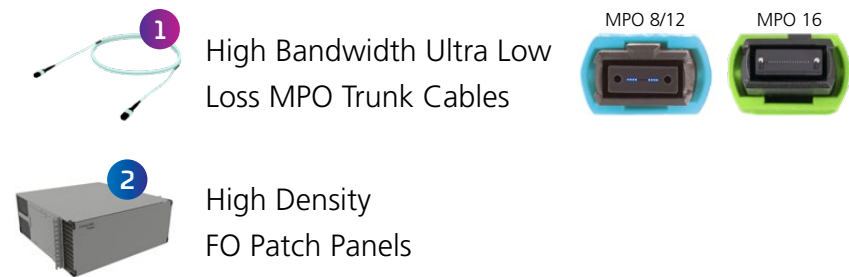 1
High Bandwidth Ultra Low
Loss MPO Trunk Cables
MPO 8/12
MPO 16
2
High Density
FO Patch Panels